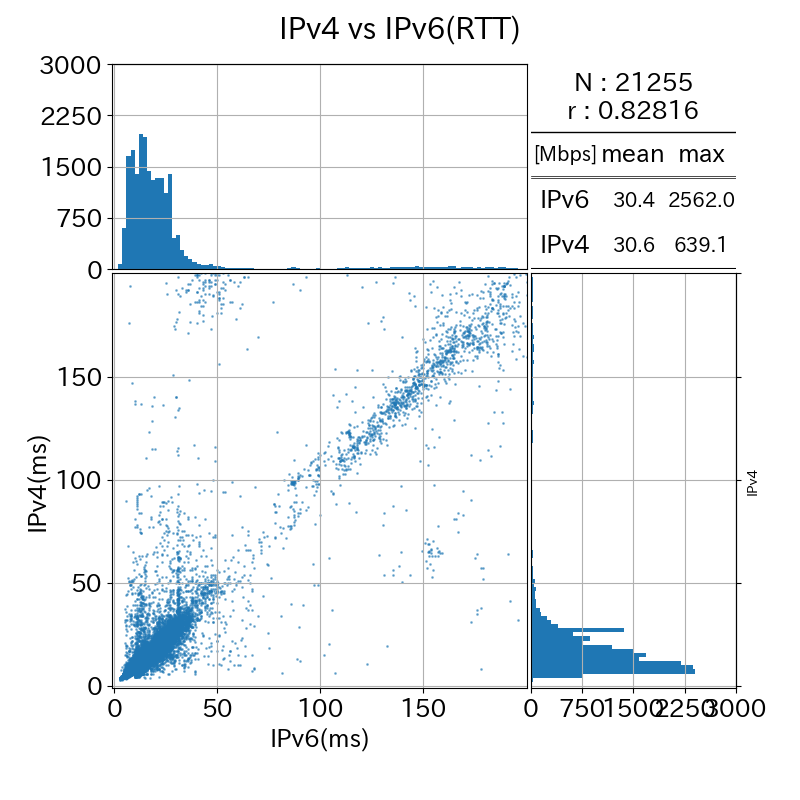 IPv4 vs IPv6(RTT)
3000
2250
1500
750
0
N : 21255
r : 0.82816
[Mbps] mean max
IPv6 30.4 2562.0
IPv4 30.6 639.1
IPv4(ms)
150
100
50
0
0 50 100 150
IPv6(ms)
0 750 1500 2250 3000
IPv4